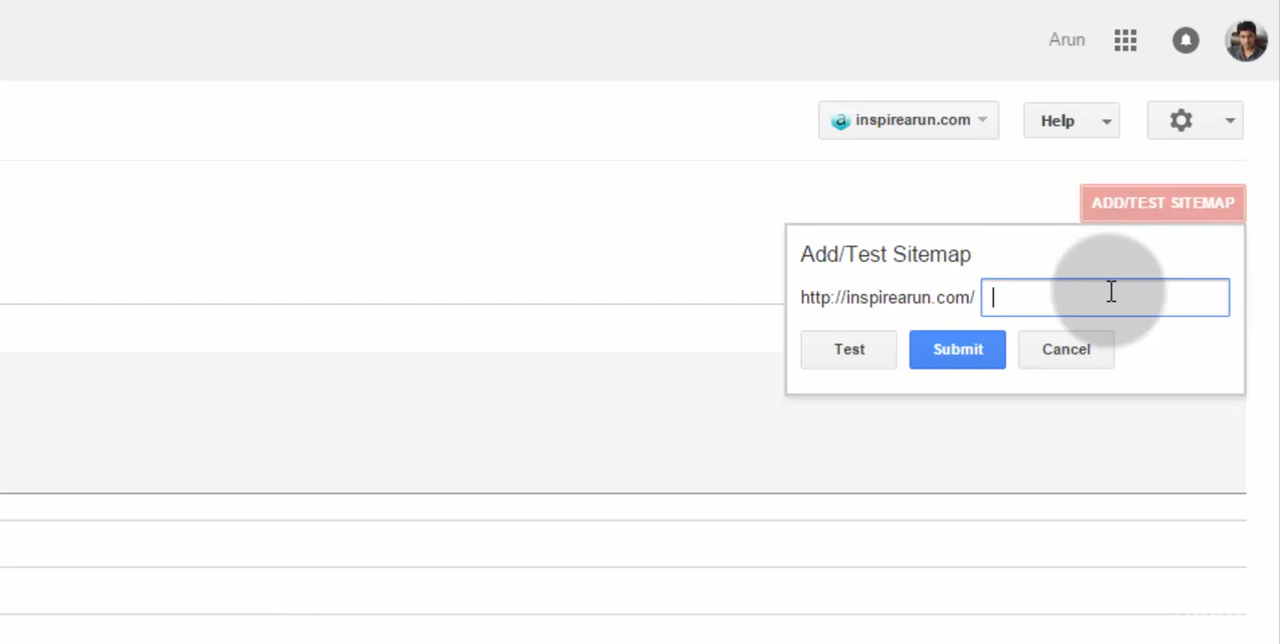 Arun
inspirearun.com
Help
ADD/TEST SITEMAP
Add/Test Sitemap
http://inspirearun.com/
Test
Submit
Cancel